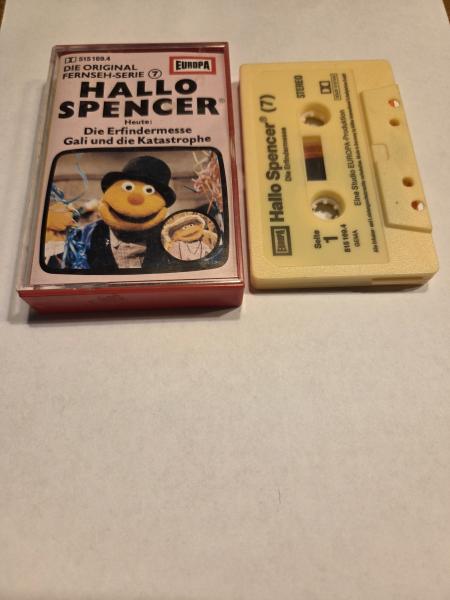 515 169.4
DIE ORIGINAL
FERNSEH-SERIE 7
EUROPA
HALLO
SPENCER®
Heute:
Die Erfindermesse
Gali und die Katastrophe
EUROPA
Hallo Spencer® (7)
Die Erfindermesse
STEREO
Seite
1
515 169.4
GEMA
Eine Studio EUROPA-Produktion